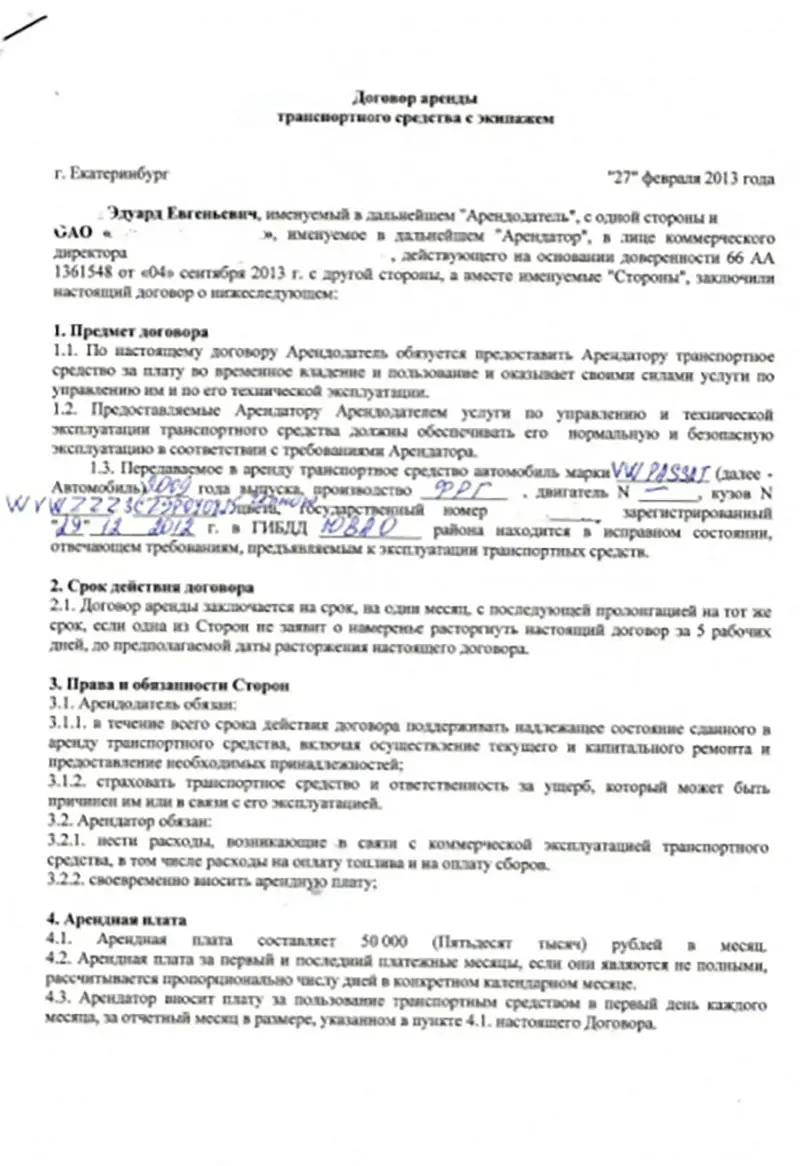 Договор аренды
транспортного средства с экипажем
г. Екатеринбург "27" февраля 2013 года
Эдуард Евгеньевич, именуемый в дальнейшем "Арендодатель", с одной стороны и
ОАО « », именуемое в дальнейшем "Арендатор", в лице коммерческого
директора , действующего на основании доверенности 66 АА
1361548 от «04» сентября 2013 г. с другой стороны, а вместе именуемые "Стороны", заключили
настоящий договор о нижеследующем:
1. Предмет договора
1.1. По настоящему договору Арендодатель обязуется предоставить Арендатору транспортное
средство за плату во временное владение и пользование и оказывает своими силами услуги по
управлению им и по его технической эксплуатации.
1.2. Предоставляемые Арендатору Арендодателем услуги по управлению и технической
эксплуатации транспортного средства должны обеспечивать его нормальную и безопасную
эксплуатацию в соответствии с требованиями Арендатора.
1.3. Передаваемое в аренду транспортное средство автомобиль марки VW PASSAT (далее -
Автомобиль) 2009 года выпуска, производство ФРГ , двигатель N — , кузов N
цвета, государственный номер зарегистрированный
"29" 12 2012 г. в ГИБДД ЮВАО района находится в исправном состоянии,
отвечающем требованиям, предъявляемым к эксплуатации транспортных средств.
2. Срок действия договора
2.1. Договор аренды заключается на срок, на один месяц, с последующей пролонгацией на тот же
срок, если одна из Сторон не заявит о намеренье расторгнуть настоящий договор за 5 рабочих
дней, до предполагаемой даты расторжения настоящего договора.
3. Права и обязанности Сторон
3.1. Арендодатель обязан:
3.1.1. в течение всего срока действия договора поддерживать надлежащее состояние сданного в
аренду транспортного средства, включая осуществление текущего и капитального ремонта и
предоставление необходимых принадлежностей;
3.1.2. страховать транспортное средство и ответственность за ущерб, который может быть
причинен им или в связи с его эксплуатацией.
3.2. Арендатор обязан:
3.2.1. нести расходы, возникающие в связи с коммерческой эксплуатацией транспортного
средства, в том числе расходы на оплату топлива и на оплату сборов.
3.2.2. своевременно вносить арендную плату;
4. Арендная плата
4.1. Арендная плата составляет 50 000 (Пятьдесят тысяч) рублей в месяц.
4.2. Арендная плата за первый и последний платежные месяцы, если они являются не полными,
рассчитывается пропорционально числу дней в конкретном календарном месяце.
4.3. Арендатор вносит плату за пользование транспортным средством в первый день каждого
месяца, за отчетный месяц в размере, указанном в пункте 4.1. настоящего Договора.